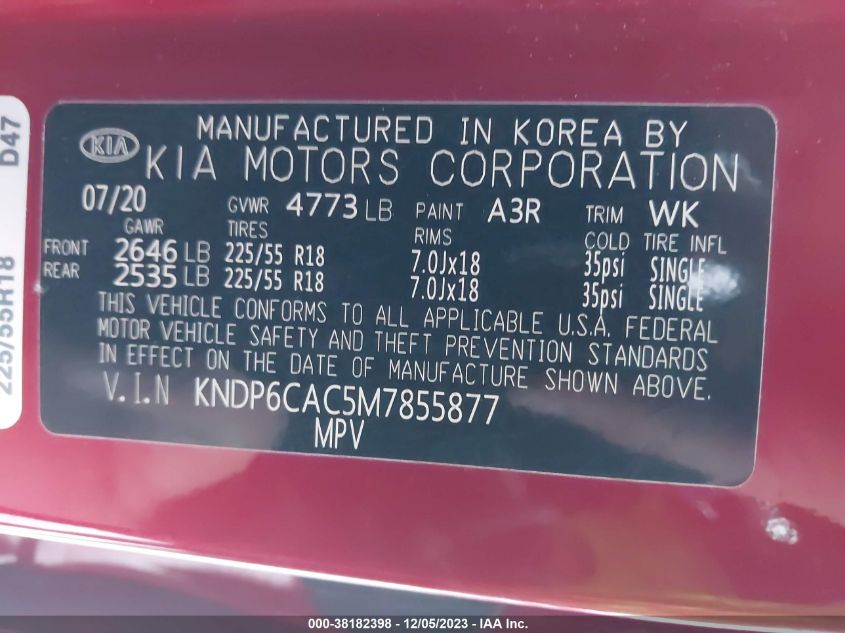 MANUFACTURED IN KOREA BY
KIA KIA MOTORS CORPORATION
07/20 GVWR 4773 LB PAINT A3R TRIM WK
GAWR TIRES RIMS COLD TIRE INFL
FRONT 2646 LB 225/55 R18 7.0Jx18 35psi SINGLE
REAR 2535 LB 225/55 R18 7.0Jx18 35psi SINGLE
THIS VEHICLE CONFORMS TO ALL APPLICABLE U.S.A. FEDERAL
MOTOR VEHICLE SAFETY AND THEFT PREVENTION STANDARDS
IN EFFECT ON THE DATE OF MANUFACTURE SHOWN ABOVE.
V.I.N KNDP6CAC5M7855877
MPV
225/55R18 D47
000-38182398 - 12/05/2023 - IAA Inc.